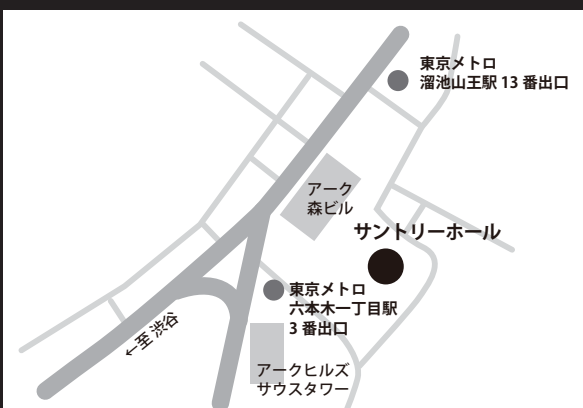 東京メトロ
溜池山王駅 13 番出口
アーク
森ビル
サントリーホール
東京メトロ
六本木一丁目駅
3 番出口
←至 渋谷
アークヒルズ
サウスタワー